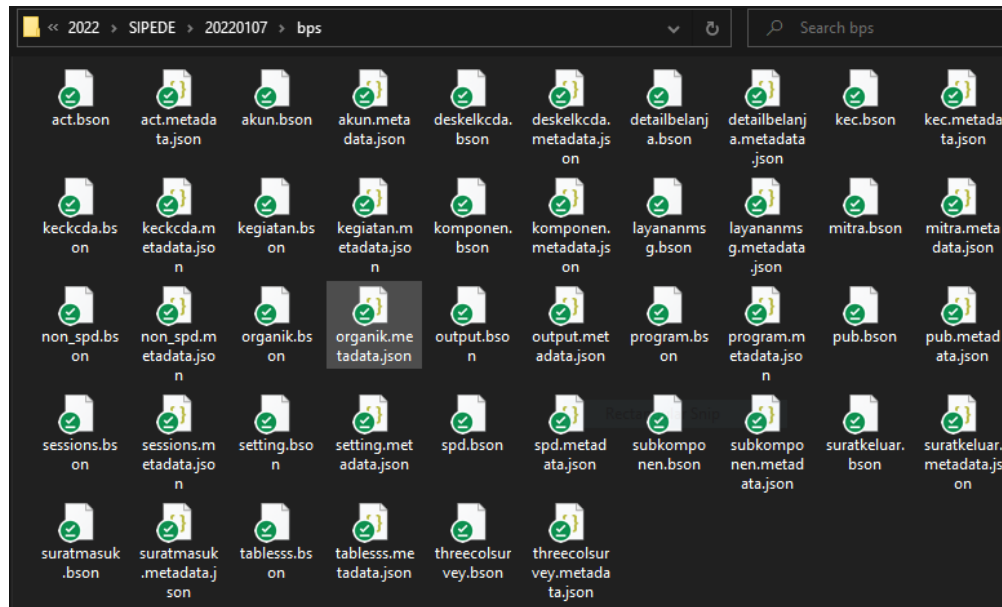 « 2022 › SIPEDE › 20220107 › bps
Search bps
act.bson
act.metada
ta.json
akun.bson
akun.meta
data.json
deskelkcda.
bson
deskelkcda.
metadata.js
on
detailbelanj
a.bson
detailbelanj
a.metadata
.json
kec.bson
kec.metada
ta.json
keckcda.bs
on
keckcda.m
etadata.jso
n
kegiatan.bs
on
kegiatan.m
etadata.jso
n
komponen.
bson
komponen.
metadata.js
on
layananms
g.bson
layananms
g.metadata
.json
mitra.bson
mitra.meta
data.json
non_spd.bs
on
non_spd.m
etadata.jso
n
organik.bs
on
organik.me
tadata.json
output.bso
n
output.met
adata.json
program.bs
on
program.m
etadata.jso
n
pub.bson
pub.metad
ata.json
sessions.bs
on
sessions.m
etadata.jso
n
setting.bso
n
setting.met
adata.json
spd.bson
spd.metad
ata.json
subkompo
nen.bson
subkompo
nen.metad
ata.json
suratkeluar.
bson
suratkeluar.
metadata.js
on
suratmasuk
.bson
suratmasuk
.metadata.j
son
tablesss.bs
on
tablesss.me
tadata.json
threecolsur
vey.bson
threecolsur
vey.metada
ta.json